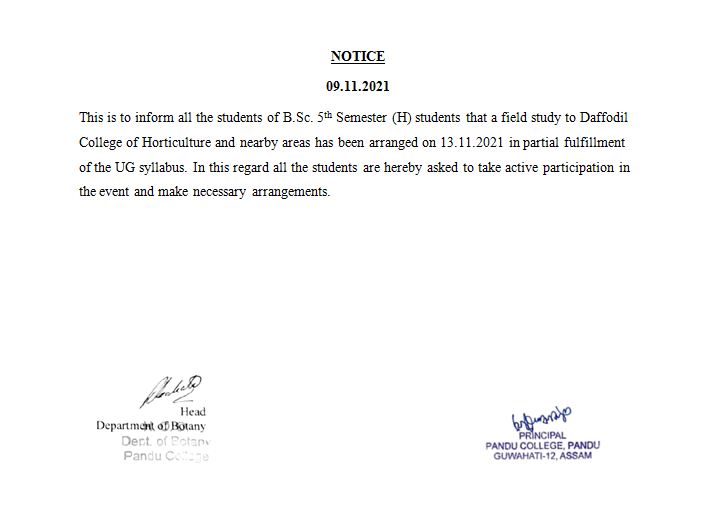 NOTICE
09.11.2021
This is to inform all the students of B.Sc. 5th Semester (H) students that a field study to Daffodil
College of Horticulture and nearby areas has been arranged on 13.11.2021 in partial fulfillment
of the UG syllabus. In this regard all the students are hereby asked to take active participation in
the event and make necessary arrangements.
Head
Department of Botany
Dept. of Botany
Pandu College
PRINCIPAL
PANDU COLLEGE, PANDU
GUWAHATI-12, ASSAM